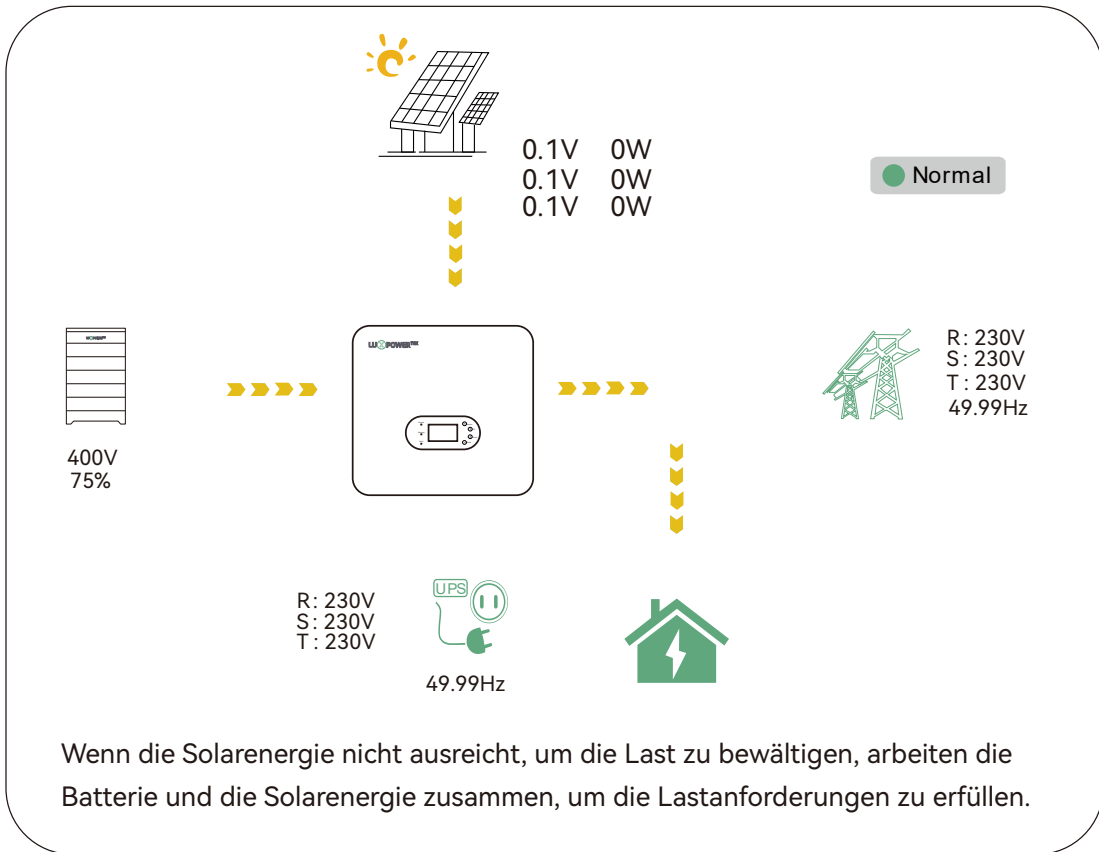 0.1V 0W
0.1V 0W
0.1V 0W
Normal
LUXPOWERTEK
R: 230V
S: 230V
T: 230V
49.99Hz
400V
75%
R: 230V
S: 230V
T: 230V
UPS
49.99Hz
Wenn die Solarenergie nicht ausreicht, um die Last zu bewältigen, arbeiten die
Batterie und die Solarenergie zusammen, um die Lastanforderungen zu erfüllen.